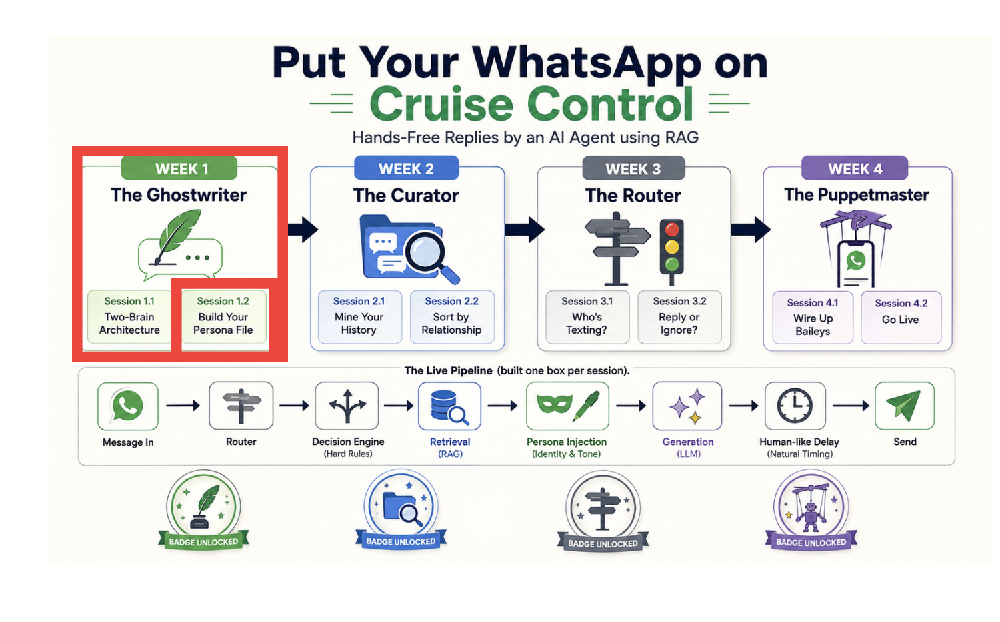 Put Your WhatsApp on
Cruise Control
Hands-Free Replies by an AI Agent using RAG
WEEK 1
The Ghostwriter
Session 1.1
Two-Brain
Architecture
Session 1.2
Build Your
Persona File
WEEK 2
The Curator
Session 2.1
Mine Your
History
Session 2.2
Sort by
Relationship
WEEK 3
The Router
Session 3.1
Who's
Texting?
Session 3.2
Reply or
Ignore?
WEEK 4
The Puppetmaster
Session 4.1
Wire Up
Baileys
Session 4.2
Go Live
The Live Pipeline (built one box per session).
Message In
Router
Decision Engine
(Hard Rules)
Retrieval
(RAG)
Persona Injection
(Identity & Tone)
Generation
(LLM)
Human-like Delay
(Natural Timing)
Send
BADGE UNLOCKED
BADGE UNLOCKED
BADGE UNLOCKED
BADGE UNLOCKED